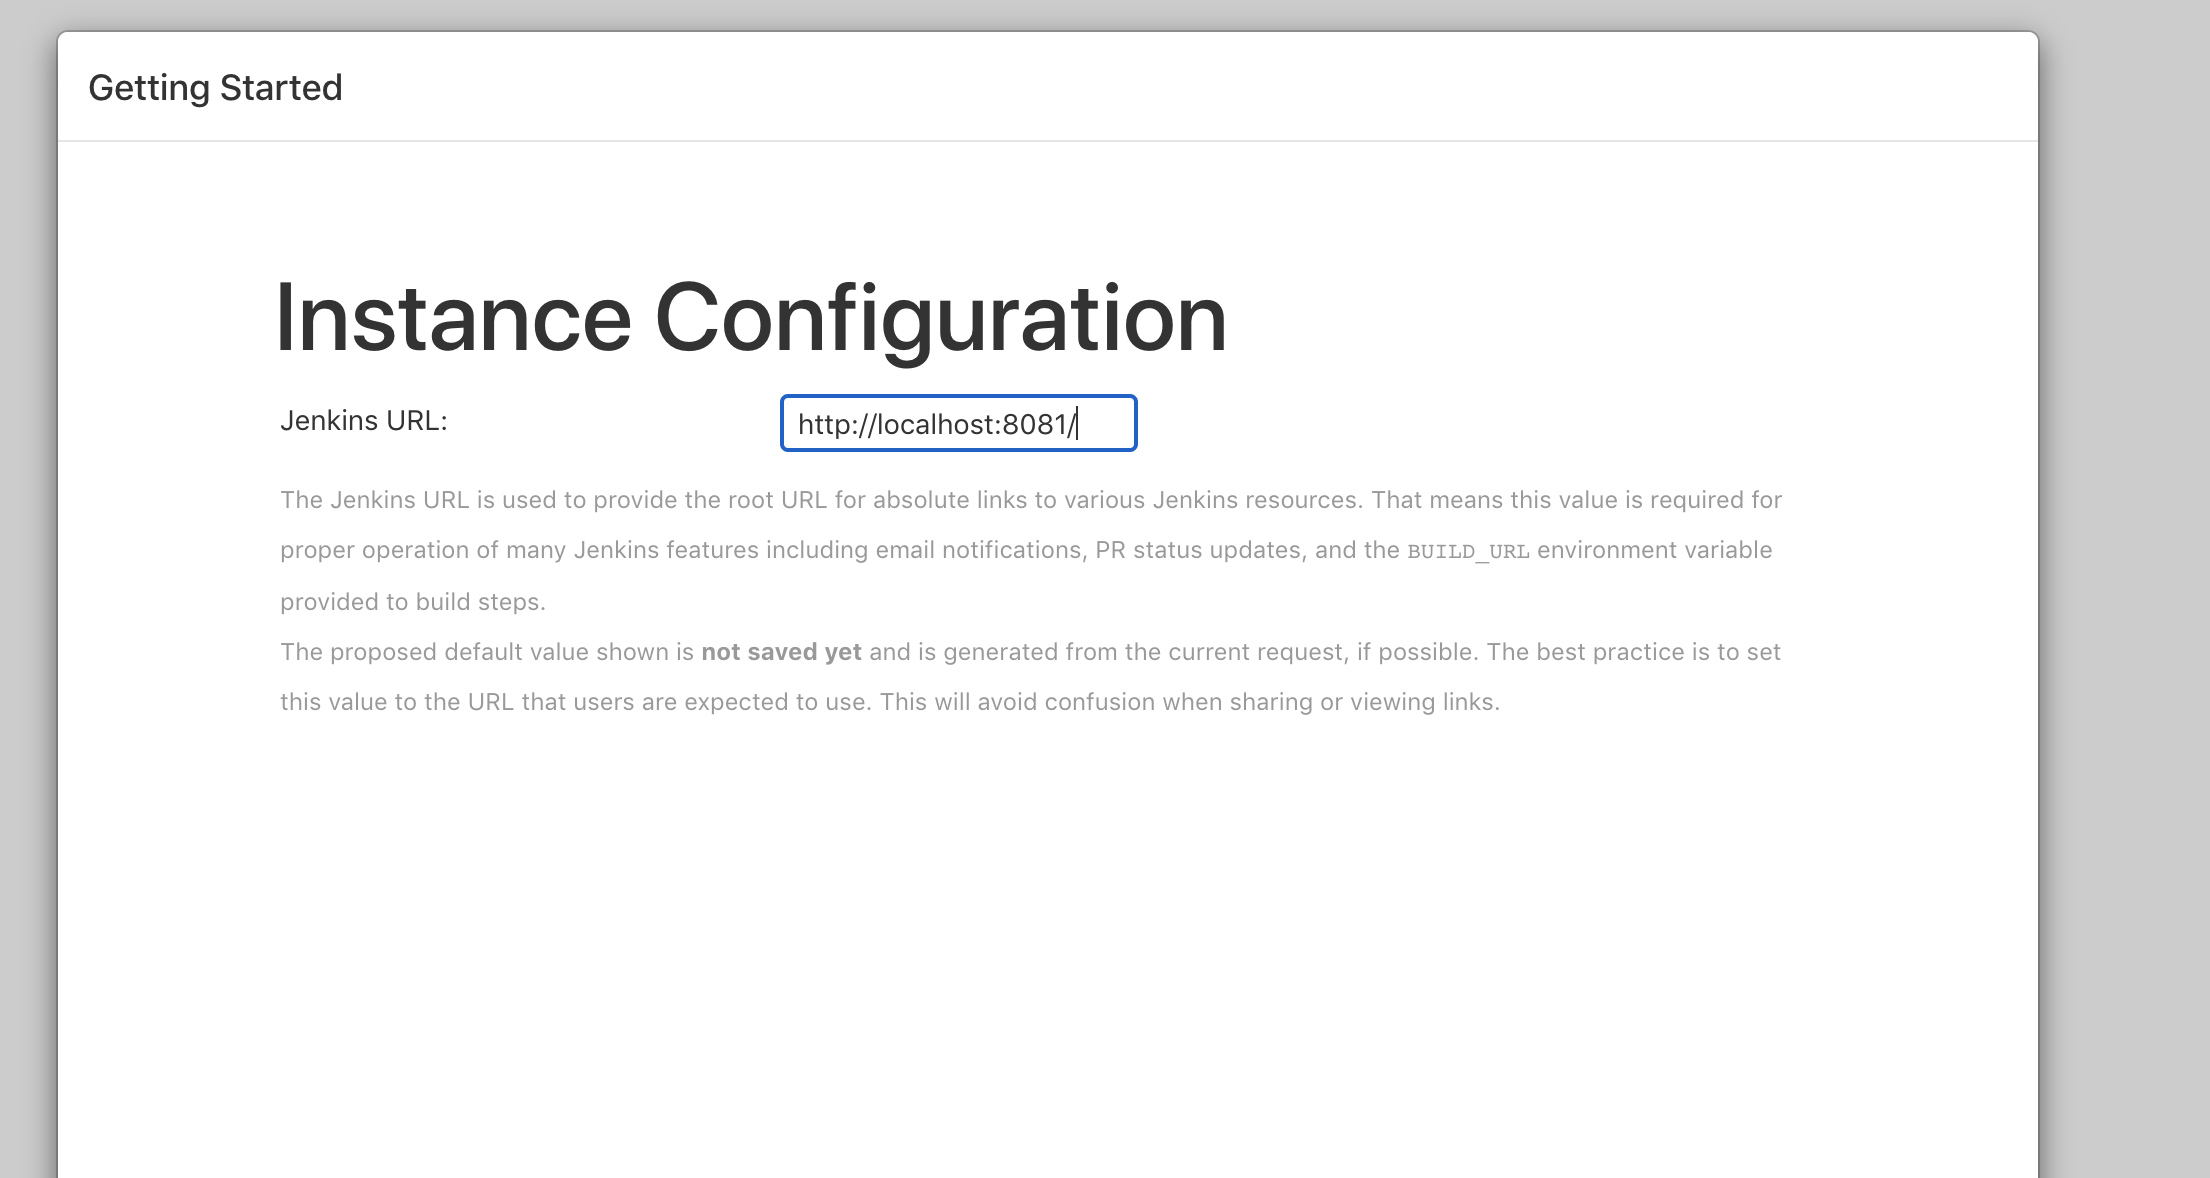 Getting Started
Instance Configuration
Jenkins URL:
http://localhost:8081/
The Jenkins URL is used to provide the root URL for absolute links to various Jenkins resources. That means this value is required for
proper operation of many Jenkins features including email notifications, PR status updates, and the BUILD_URL environment variable
provided to build steps.
The proposed default value shown is not saved yet and is generated from the current request, if possible. The best practice is to set
this value to the URL that users are expected to use. This will avoid confusion when sharing or viewing links.